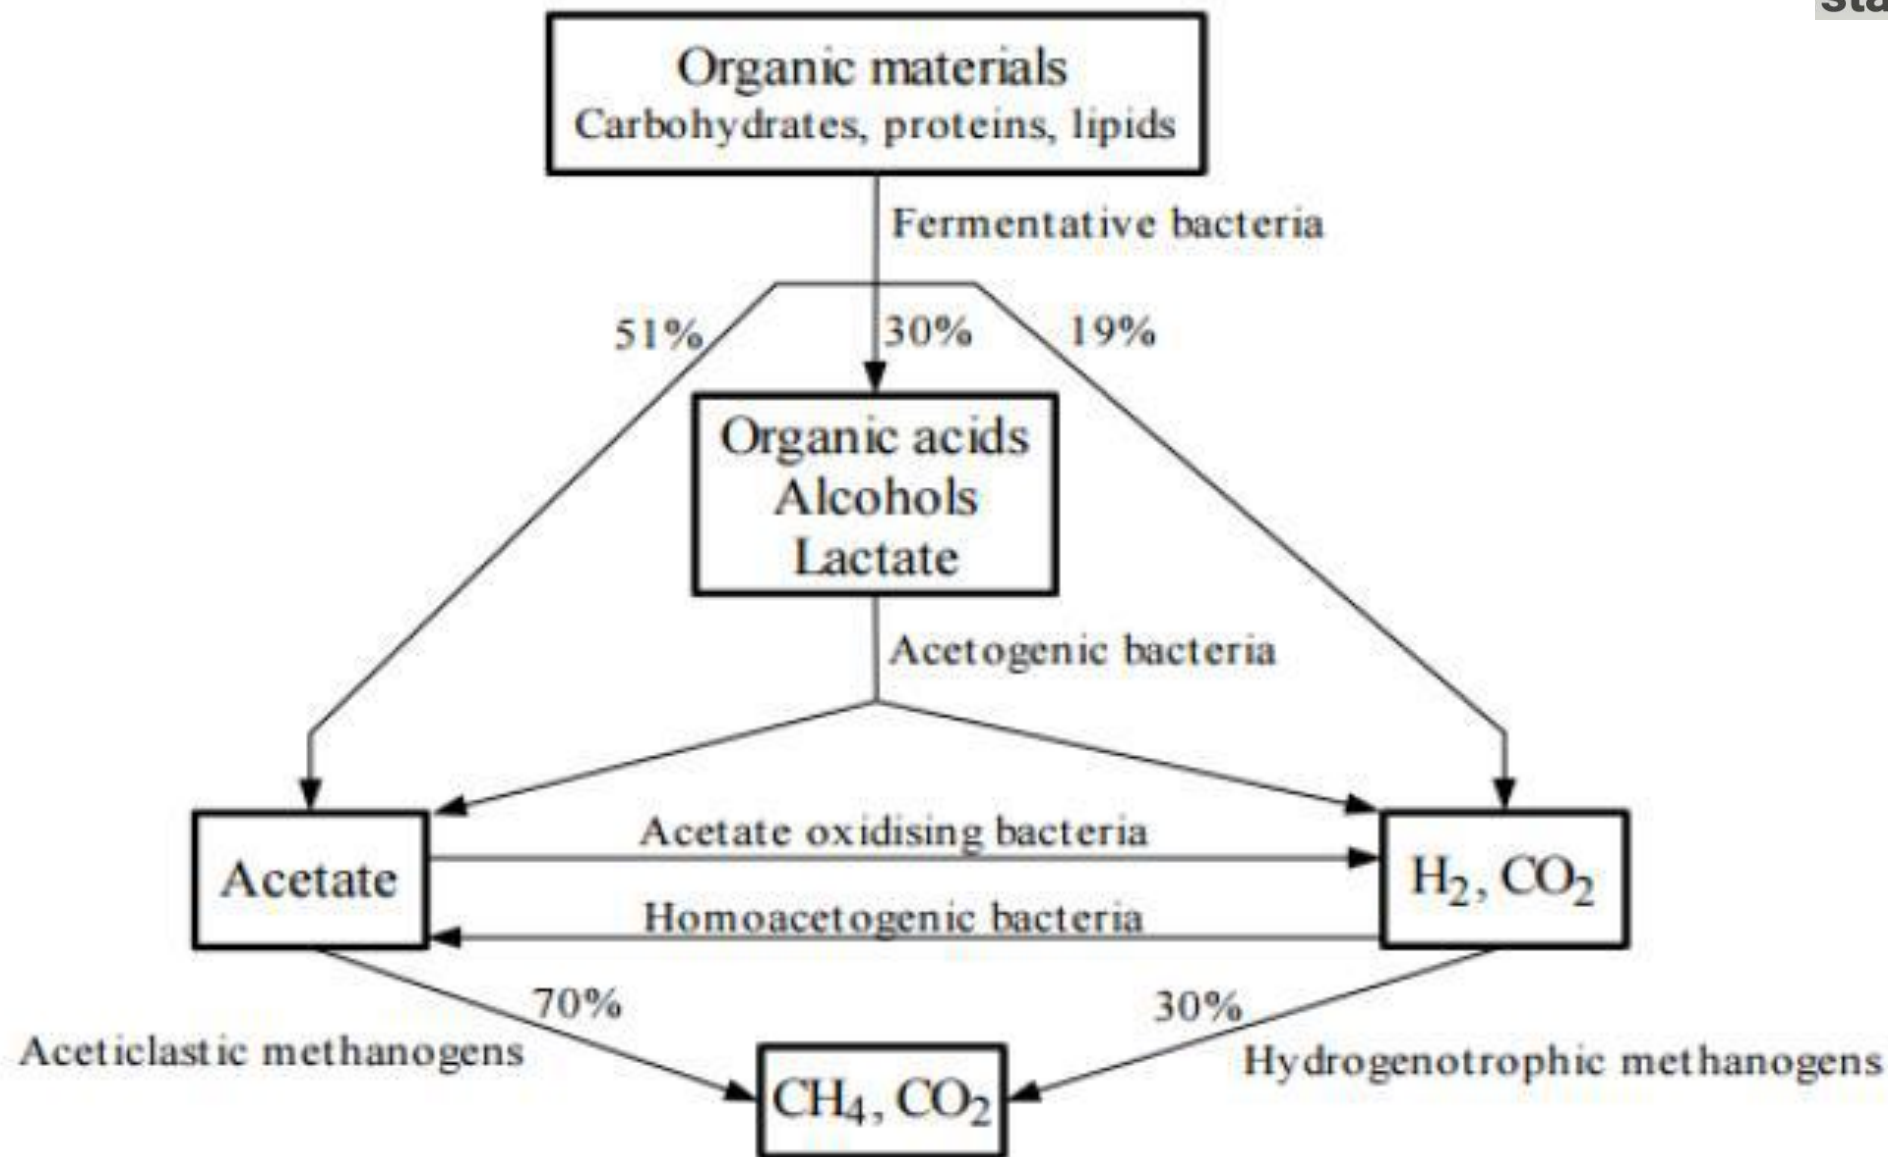 Organic materials
Carbohydrates, proteins, lipids
Fermentative bacteria
51%
30%
19%
Organic acids
Alcohols
Lactate
Acetogenic bacteria
Acetate oxidising bacteria
Acetate
H₂, CO₂
Homoacetogenic bacteria
70%
30%
Aceticlastic methanogens
Hydrogenotrophic methanogens
CH₄, CO₂